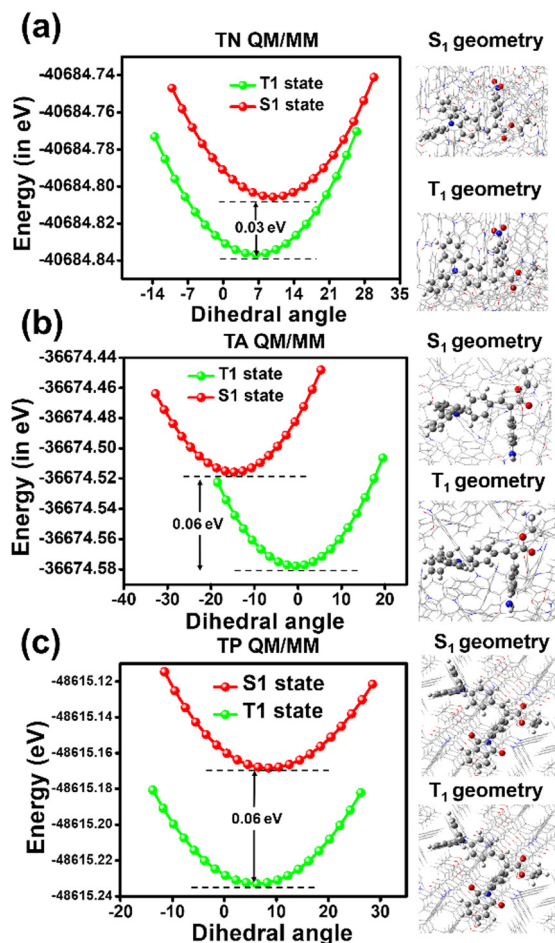 (a)
TN QM/MM
T1 state
S1 state
0.03 eV
Energy (in eV)
-40684.74
-40684.76
-40684.78
-40684.80
-40684.82
-40684.84
-14 -7 0 7 14 21 28 35
Dihedral angle
S1 geometry
T1 geometry
(b)
TA QM/MM
T1 state
S1 state
0.06 eV
Energy (in eV)
-36674.44
-36674.46
-36674.48
-36674.50
-36674.52
-36674.54
-36674.56
-36674.58
-40 -30 -20 -10 0 10 20
Dihedral angle
S1 geometry
T1 geometry
(c)
TP QM/MM
S1 state
T1 state
0.06 eV
Energy (eV)
-48615.12
-48615.14
-48615.16
-48615.18
-48615.20
-48615.22
-48615.24
-20 -10 0 10 20 30
Dihedral angle
S1 geometry
T1 geometry